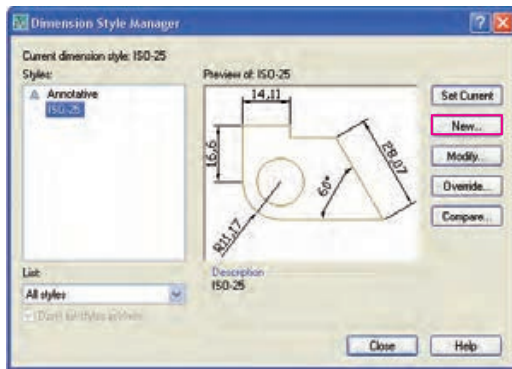 Dimension Style Manager
Current dimension style: ISO-25
Styles:
Annotative
ISO-25
Preview of: ISO-25
14,11
16,6
28,07
60°
R11,17
Set Current
New...
Modify...
Override...
Compare...
List:
All styles
Description
ISO-25
Close
Help